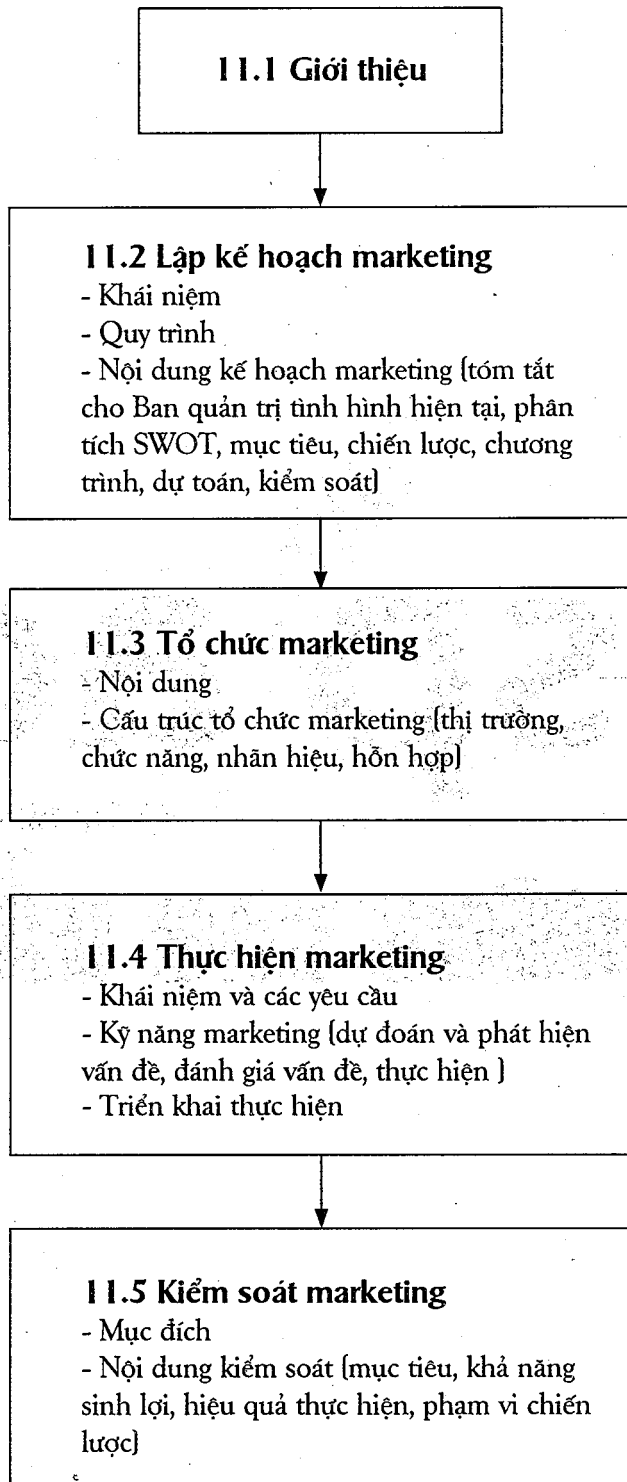 11.1 Giới thiệu
11.2 Lập kế hoạch marketing
- Khái niệm
- Quy trình
- Nội dung kế hoạch marketing (tóm tắt
cho Ban quản trị tình hình hiện tại, phân
tích SWOT, mục tiêu, chiến lược, chương
trình, dự toán, kiểm soát)
11.3 Tổ chức marketing
- Nội dung
- Cấu trúc tổ chức marketing (thị trường,
chức năng, nhãn hiệu, hỗn hợp)
11.4 Thực hiện marketing
- Khái niệm và các yêu cầu
- Kỹ năng marketing (dự đoán và phát hiện
vấn đề, đánh giá vấn đề, thực hiện )
- Triển khai thực hiện
11.5 Kiểm soát marketing
- Mục đích
- Nội dung kiểm soát (mục tiêu, khả năng
sinh lợi, hiệu quả thực hiện, phạm vi chiến
lược)